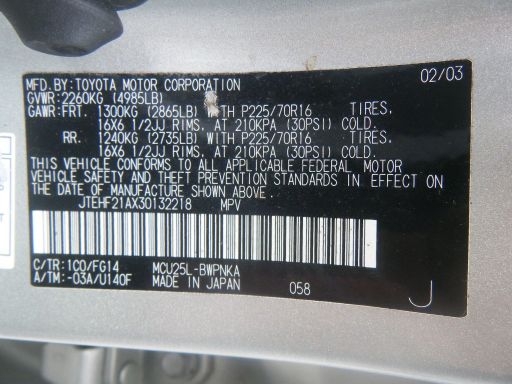 MFD.BY: TOYOTA MOTOR CORPORATION 02/03
GVWR: 2260KG (4985LB)
GAWR: FRT. 1300KG (2865LB) WITH P225/70R16 TIRES.
16X6 1/2JJ RIMS. AT 210KPA (30PSI) COLD.
RR. 1240KG (2735LB) WITH P225/70R16 TIRES.
16X6 1/2JJ RIMS. AT 210KPA (30PSI) COLD.
THIS VEHICLE CONFORMS TO ALL APPLICABLE FEDERAL MOTOR
VEHICLE SAFETY AND THEFT PREVENTION STANDARDS IN EFFECT ON
THE DATE OF MANUFACTURE SHOWN ABOVE.
JTEHF21AX30132218 MPV
C/TR: 1C0/FG14 MCU25L-BWPNKA
A/TM: -03A/U140F MADE IN JAPAN 058 J